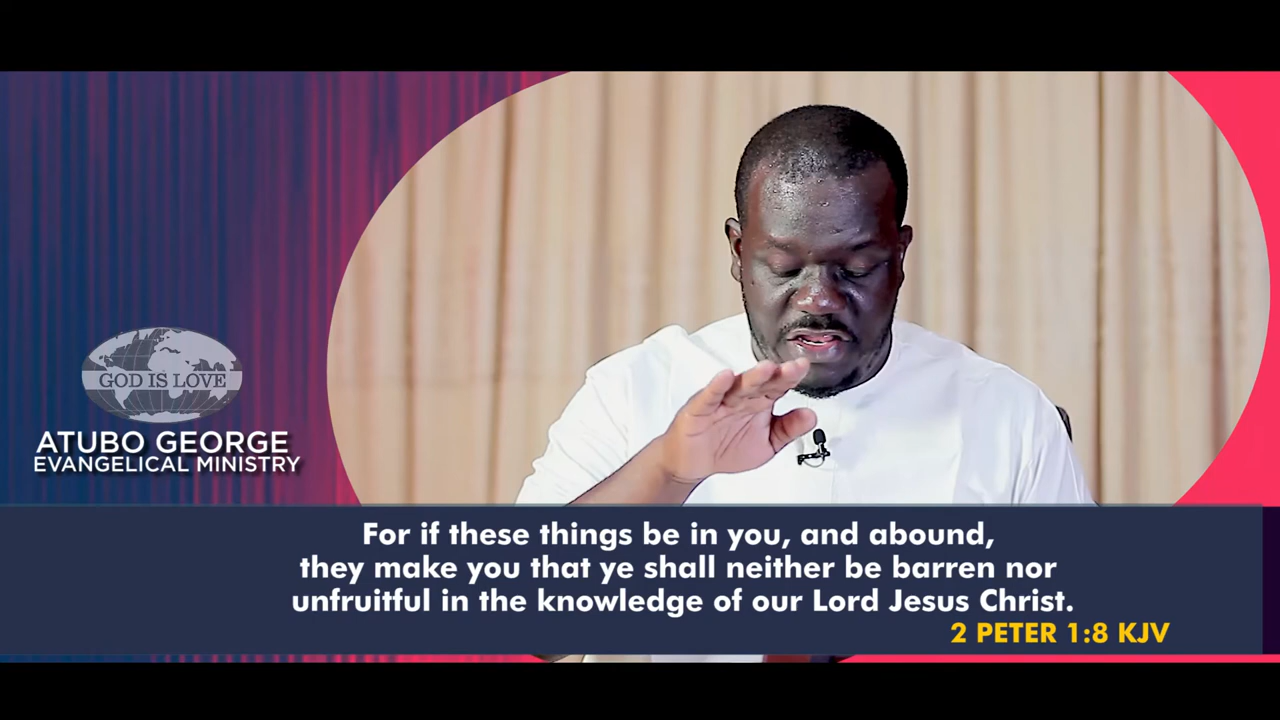 GOD IS LOVE
ATUBO GEORGE
EVANGELICAL MINISTRY
For if these things be in you, and abound,
they make you that ye shall neither be barren nor
unfruitful in the knowledge of our Lord Jesus Christ.
2 PETER 1:8 KJV